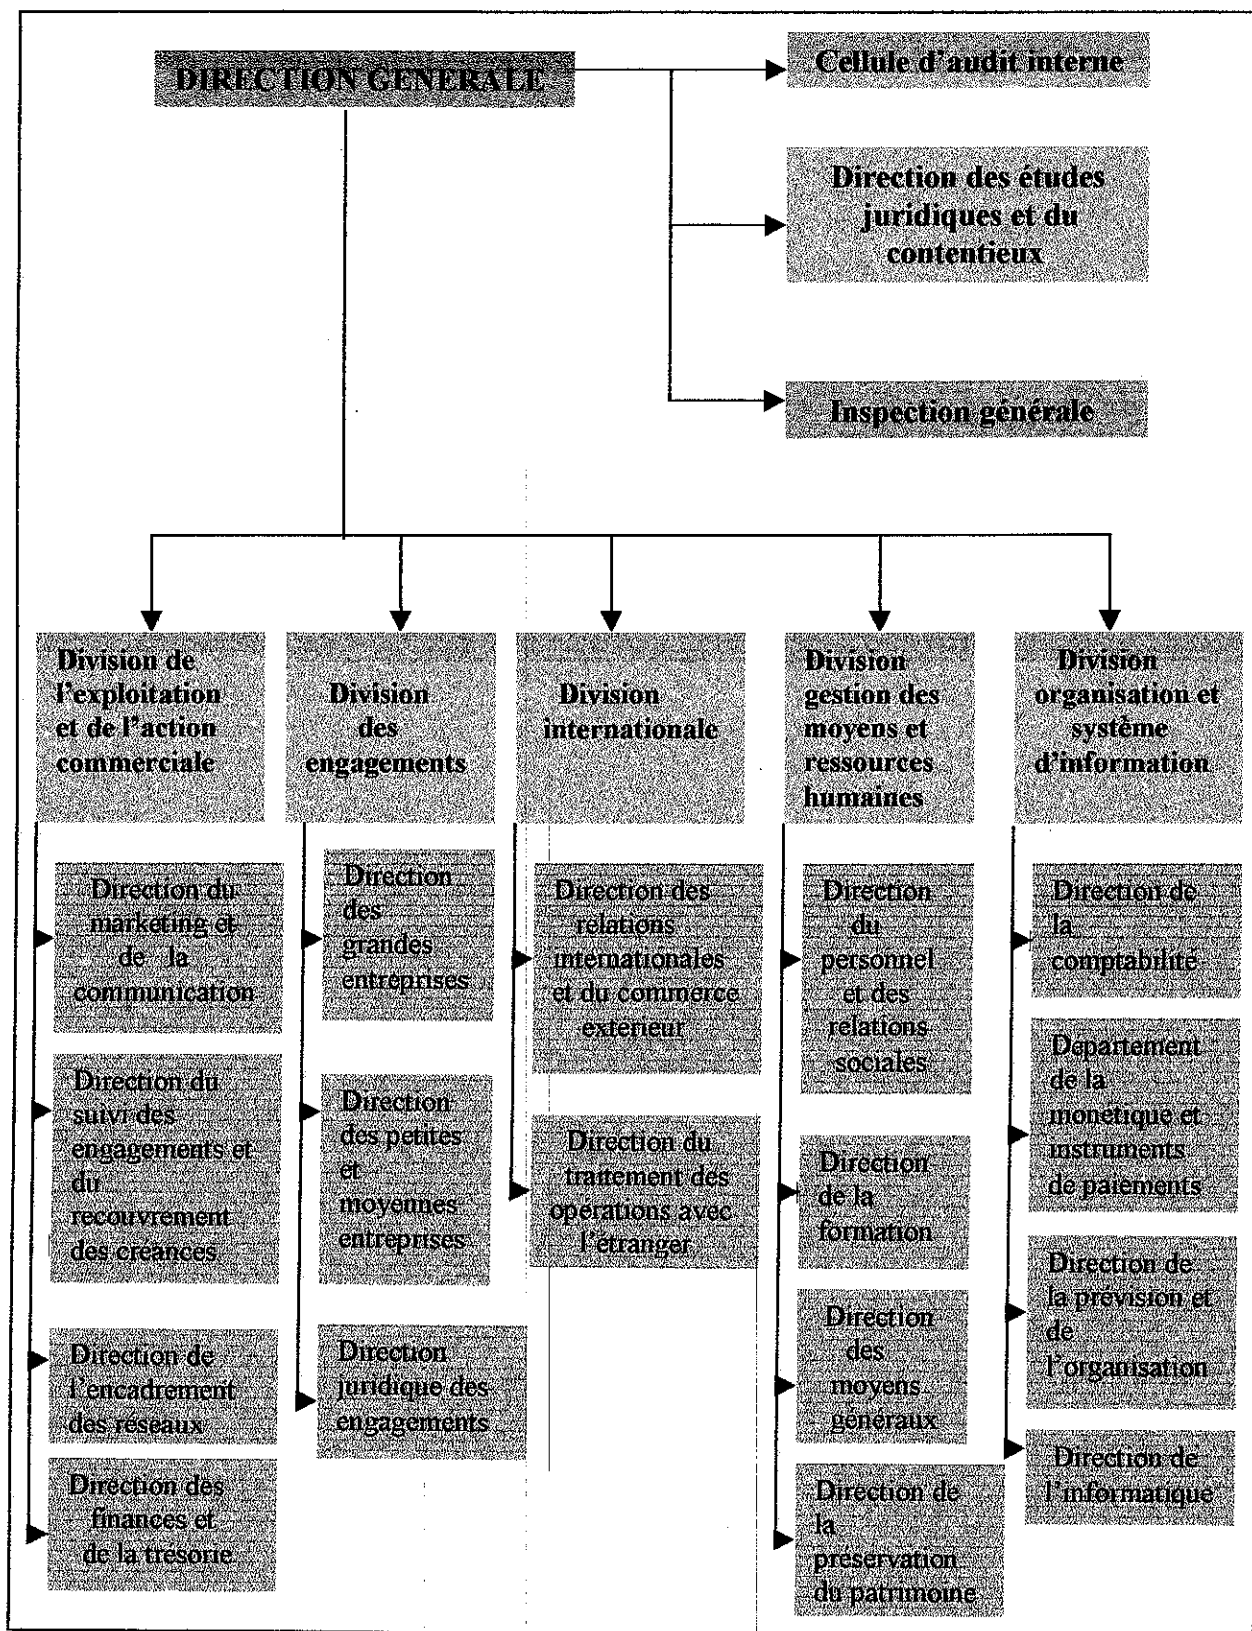 DIRECTION GENERALE
Cellule d'audit interne
Direction des études
juridiques et du
contentieux
Inspection générale
Division de
l'exploitation
et de l'action
commerciale
Division
des
engagements
Division
internationale
Division
gestion des
moyens et
ressources
humaines
Division
organisation et
système
d'information
Direction du
marketing et
de la
communication
Direction du
suivi des
engagements et
du
recouvrement
des créances
Direction de
l'encadrement
des réseaux
Direction des
finances et
de la trésorie
Direction
des
grandes
entreprises
Direction
des petites
et
moyennes
entreprises
Direction
juridique des
engagements
Direction des
relations
internationales
et du commerce
extérieur
Direction du
traitement des
opérations avec
l'étranger
Direction
du
personnel
et des
relations
sociales
Direction
de la
formation
Direction
des
moyens
généraux
Direction de
la
préservation
du patrimoine
Direction de
la
comptabilité
Département
de la
monétique et
instruments
de paiements
Direction de
la prévision et
de
l'organisation
Direction de
l'informatique